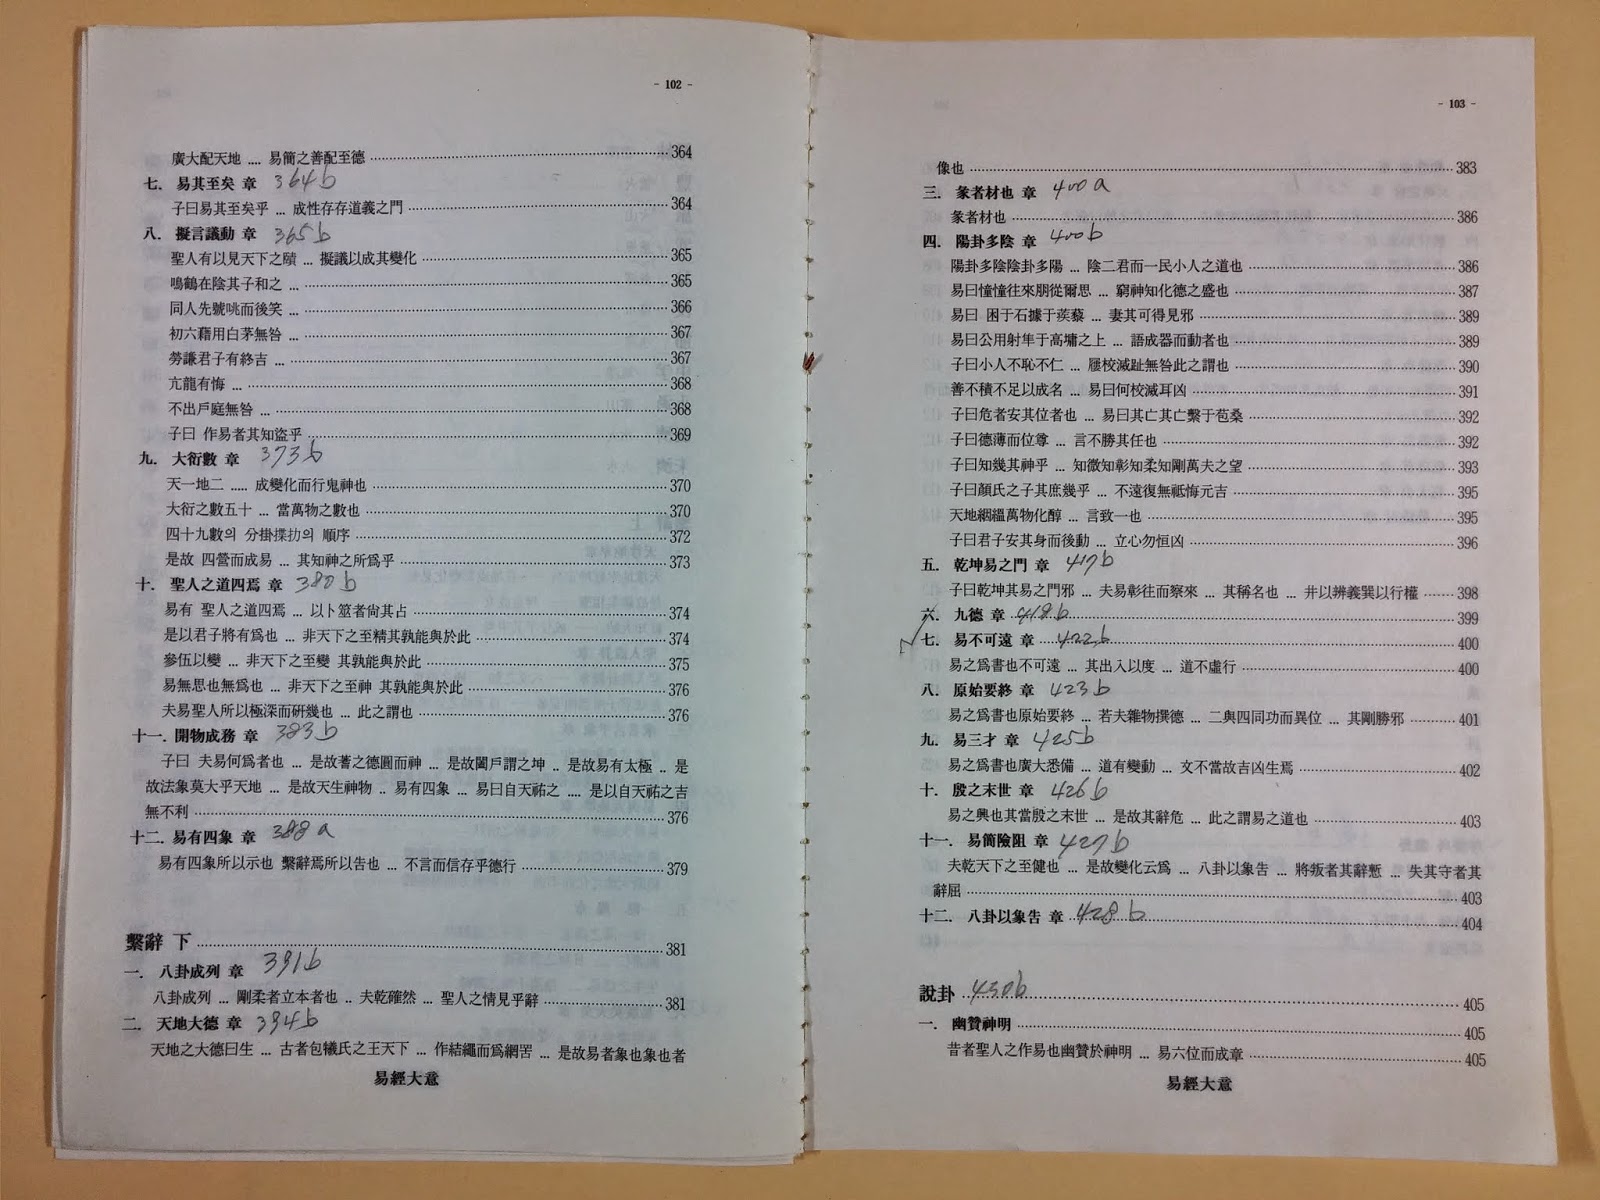 - 102 -
廣大配天地 .... 易簡之善配至德 364
七. 易其至矣 章 364b
子曰易其至矣乎 ... 成性存存道義之門 364
八. 擬言議動 章 365b
聖人有以見天下之賾 ... 擬議以成其變化 365
鳴鶴在陰其子和之 ... 365
同人先號咷而後笑 ... 366
初六藉用白茅無咎 ... 367
勞謙君子有終吉 ... 367
亢龍有悔 ... 368
不出戶庭無咎 ... 368
子曰 作易者其知盜乎 369
九. 大衍數 章 373b
天一地二 ..... 成變化而行鬼神也 370
大衍之數五十 ... 當萬物之數也 370
四十九數의 分掛揲扐의 順序 372
是故 四營而成易 ... 其知神之所爲乎 373
十. 聖人之道四焉 章 380b
易有 聖人之道四焉 ... 以卜筮者尙其占 374
是以君子將有爲也 ... 非天下之至精其孰能與於此 374
參伍以變 ... 非天下之至變 其孰能與於此 375
易無思也無爲也 ... 非天下之至神 其孰能與於此 376
夫易聖人所以極深而硏幾也 ... 此之謂也 376
十一. 開物成務 章 383b
子曰 夫易何爲者也 ... 是故蓍之德圓而神 ... 是故闔戶謂之坤 .. 是故易有太極 .. 是
故法象莫大乎天地 ... 是故天生神物 .. 易有四象 ... 易曰自天祐之 .... 是以自天祐之吉
無不利 376
十二. 易有四象 章 388a
易有四象所以示也 繫辭焉所以告也 ... 不言而信存乎德行 379
繫辭 下 381
一. 八卦成列 章 391b
八卦成列 ... 剛柔者立本者也 .. 夫乾確然 ... 聖人之情見乎辭 381
二. 天地大德 章 394b
天地之大德曰生 ... 古者包犧氏之王天下 ... 作結繩而爲網罟 ... 是故易者象也象也者
易經大意
- 103 -
像也 383
三. 彖者材也 章 400a
彖者材也 386
四. 陽卦多陰 章 400b
陽卦多陰陰卦多陽 ... 陰二君而一民小人之道也 386
易曰憧憧往來朋從爾思 ... 窮神知化德之盛也 387
易曰 困于石據于蒺藜 ... 妻其可得見邪 389
易曰公用射隼于高墉之上 ... 語成器而動者也 389
子曰小人不恥不仁 ... 屨校滅趾無咎此之謂也 390
善不積不足以成名 ... 易曰何校滅耳凶 391
子曰危者安其位者也 ... 易曰其亡其亡繫于苞桑 392
子曰德薄而位尊 ... 言不勝其任也 392
子曰知幾其神乎 ... 知微知彰知柔知剛萬夫之望 393
子曰顏氏之子其庶幾乎 ... 不遠復無祗悔元吉 395
天地絪縕萬物化醇 ... 言致一也 395
子曰君子安其身而後動 ... 立心勿恒凶 396
五. 乾坤易之門 章 417b
子曰乾坤其易之門邪 ... 夫易彰往而察來 ... 其稱名也 ... 井以辨義巽以行權 398
六. 九德 章 418b 399
七. 易不可遠 章 422b 400
易之爲書也不可遠 ... 其出入以度 ... 道不虛行 400
八. 原始要終 章 423b
易之爲書也原始要終 ... 若夫雜物撰德 ... 二與四同功而異位 ... 其剛勝邪 401
九. 易三才 章 425b
易之爲書也廣大悉備 ... 道有變動 ... 文不當故吉凶生焉 402
十. 殷之末世 章 426b
易之興也其當殷之末世 ... 是故其辭危 ... 此之謂易之道也 403
十一. 易簡險阻 章 427b
夫乾天下之至健也 ... 是故變化云爲 ... 八卦以象告 ... 將叛者其辭慙 ... 失其守者其
辭屈 403
十二. 八卦以象告 章 428b 404
說卦 430b 405
一. 幽贊神明 405
昔者聖人之作易也幽贊於神明 ... 易六位而成章 405
易經大意